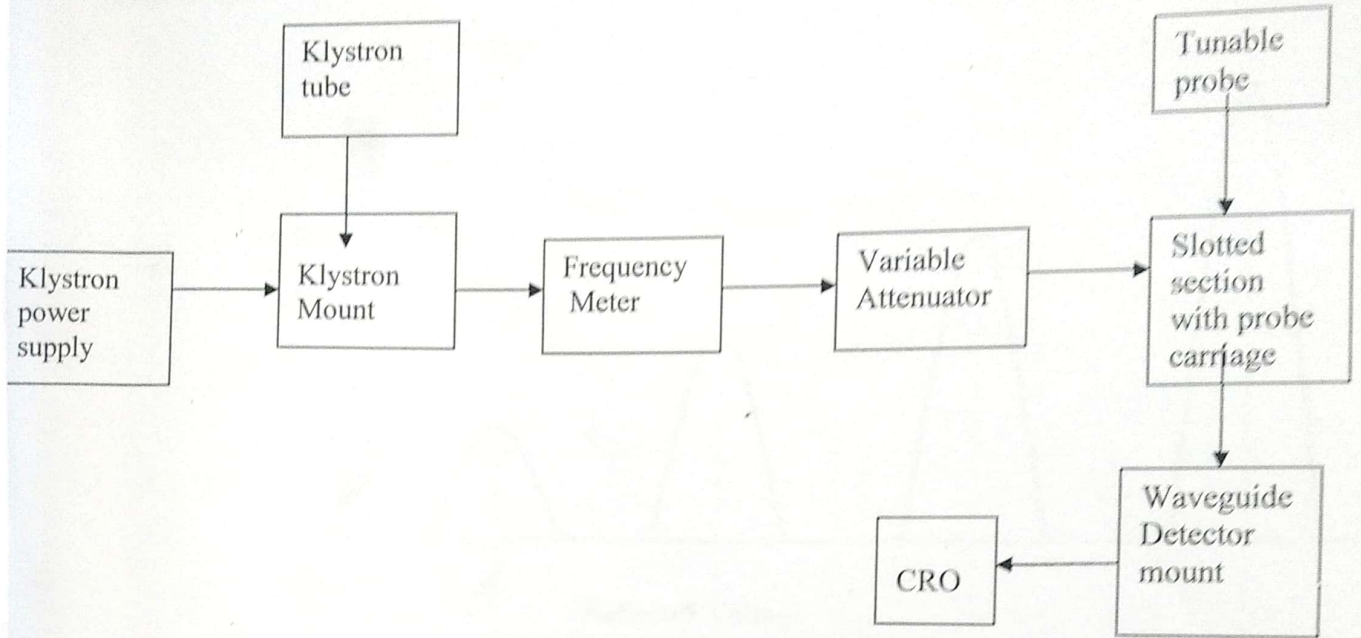 Klystron
tube
Tunable
probe
Klystron
power
supply
Klystron
Mount
Frequency
Meter
Variable
Attenuator
Slotted
section
with probe
carriage
Waveguide
Detector
mount
CRO